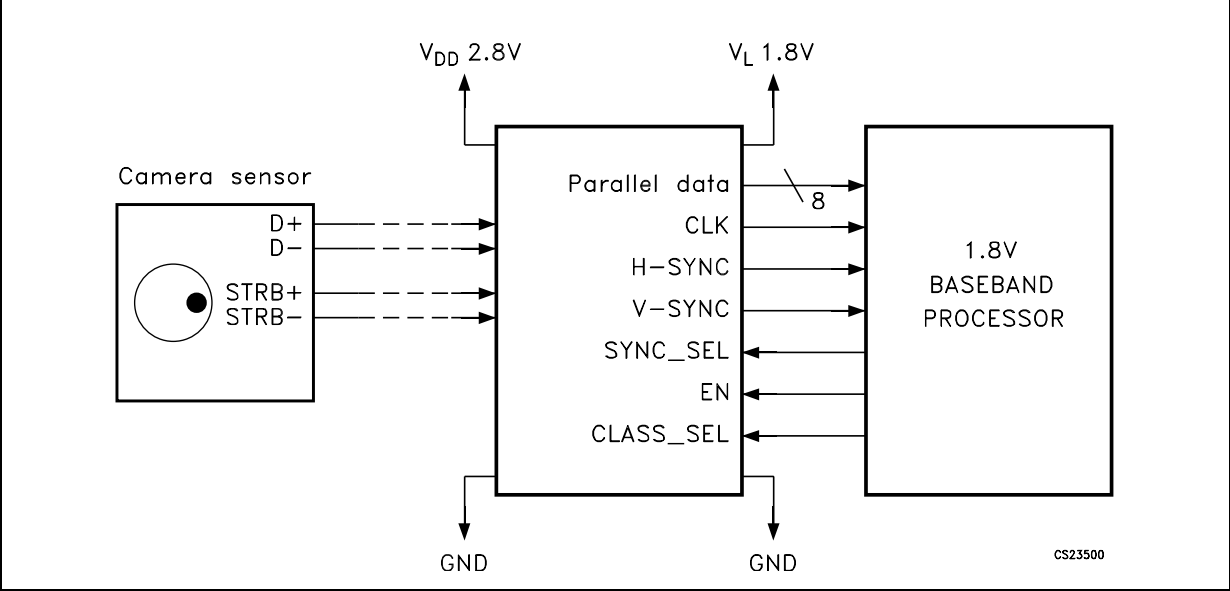 V_DD 2.8V
V_L 1.8V
Camera sensor
D+
D-
STRB+
STRB-
Parallel data
8
CLK
H-SYNC
V-SYNC
SYNC_SEL
EN
CLASS_SEL
1.8V
BASEBAND
PROCESSOR
GND
GND
CS23500